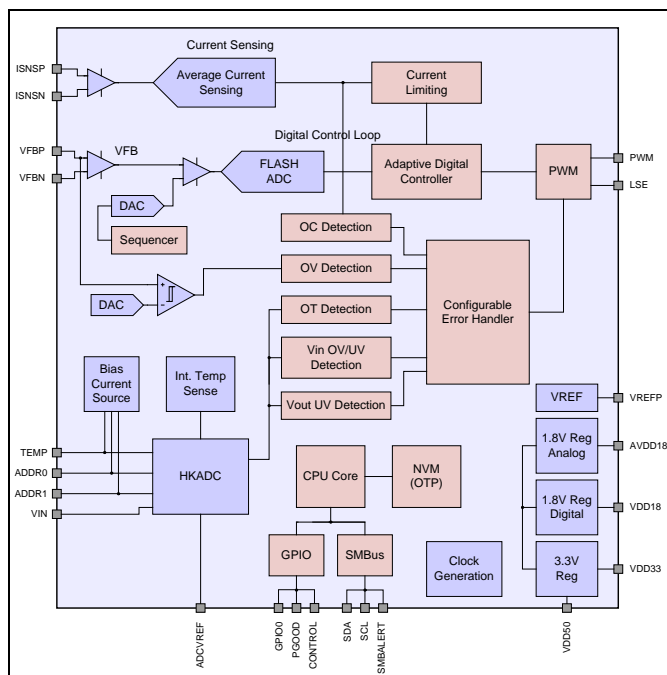 Current Sensing
ISNSP
ISNSN
Average Current
Sensing
Current
Limiting
Digital Control Loop
VFBP
VFBN
VFB
FLASH
ADC
Adaptive Digital
Controller
PWM
PWM
LSE
DAC
Sequencer
OC Detection
OV Detection
DAC
+
-
OT Detection
Configurable
Error Handler
Vin OV/UV
Detection
Vout UV Detection
Bias
Current
Source
Int. Temp
Sense
VREF
VREFP
TEMP
ADDR0
ADDR1
VIN
HKADC
1.8V Reg
Analog
AVDD18
CPU Core
NVM
(OTP)
1.8V Reg
Digital
VDD18
GPIO
SMBus
Clock
Generation
3.3V
Reg
VDD33
ADCVREF
GPIO0
PGOOD
CONTROL
SDA
SCL
SMBALERT
VDD50